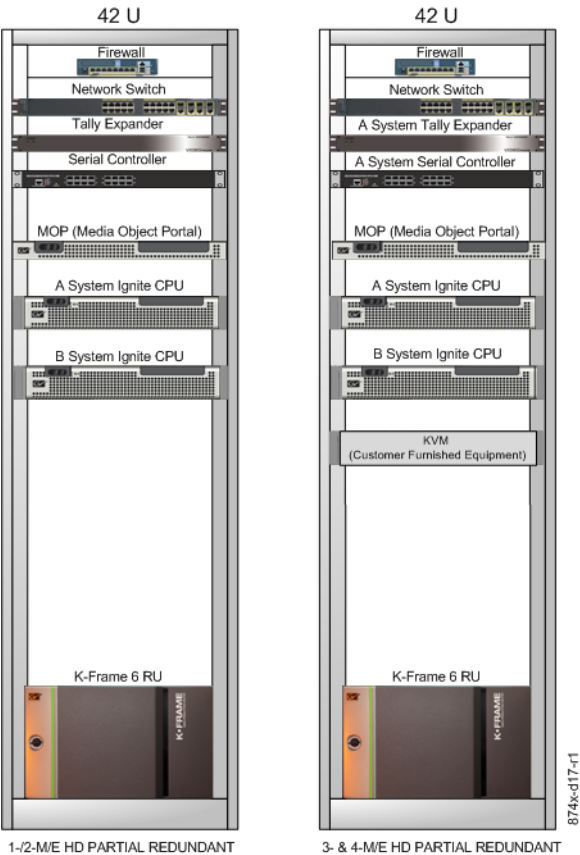 42 U
Firewall
Network Switch
Tally Expander
Serial Controller
MOP (Media Object Portal)
A System Ignite CPU
B System Ignite CPU
K-Frame 6 RU
K-FRAME
1-/2-M/E HD PARTIAL REDUNDANT
42 U
Firewall
Network Switch
A System Tally Expander
A System Serial Controller
MOP (Media Object Portal)
A System Ignite CPU
B System Ignite CPU
KVM
(Customer Furnished Equipment)
K-Frame 6 RU
K-FRAME
3- & 4-M/E HD PARTIAL REDUNDANT
874x-d17-r1